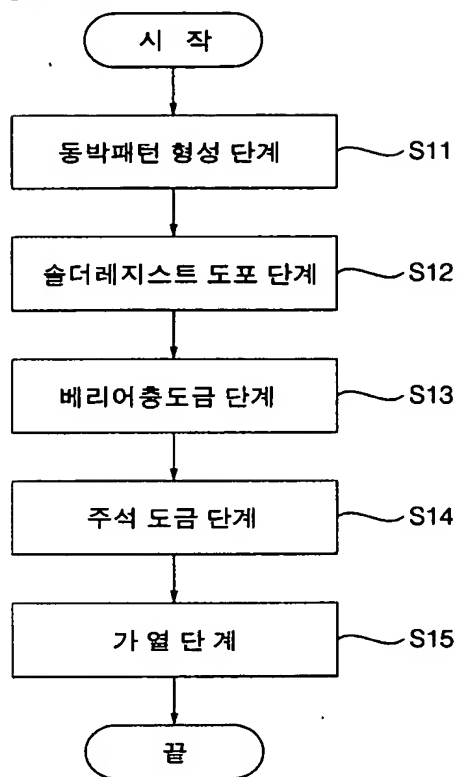 시 작
동박패턴 형성 단계
S11
솔더레지스트 도포 단계
S12
베리어층도금 단계
S13
주석 도금 단계
S14
가 열 단 계
S15
끝